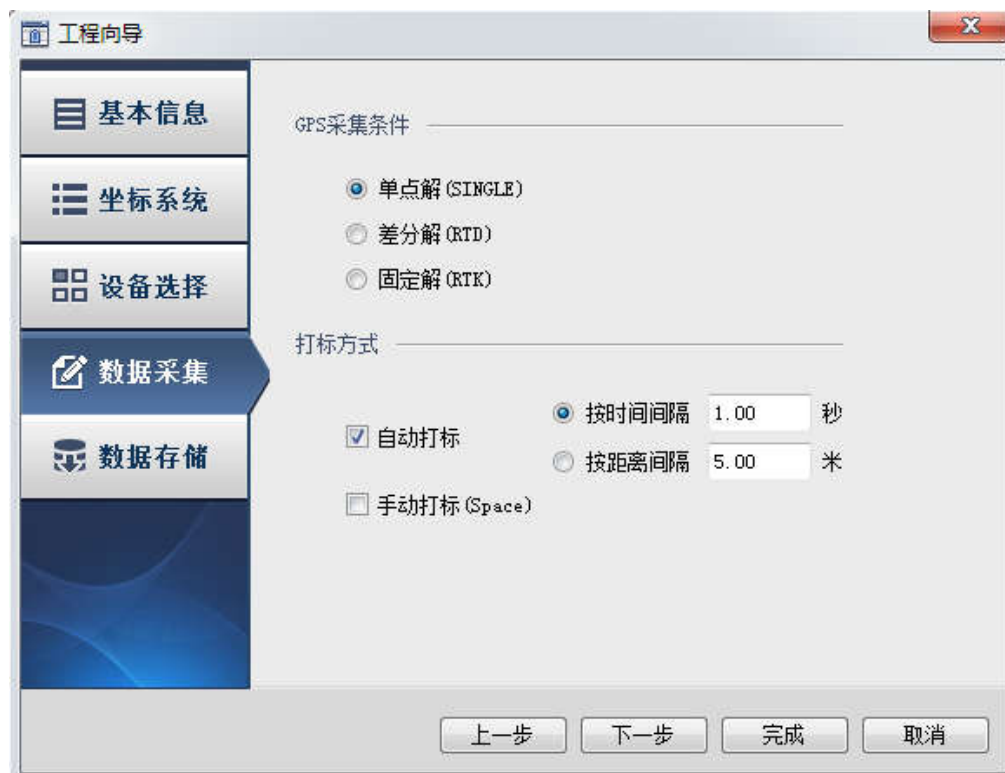 工程向导
基本信息
坐标系统
设备选择
数据采集
数据存储
GPS采集条件
单点解(SINGLE)
差分解(RTD)
固定解(RTK)
打标方式
自动打标
按时间间隔 1.00 秒
按距离间隔 5.00 米
手动打标(Space)
上一步 下一步 完成 取消